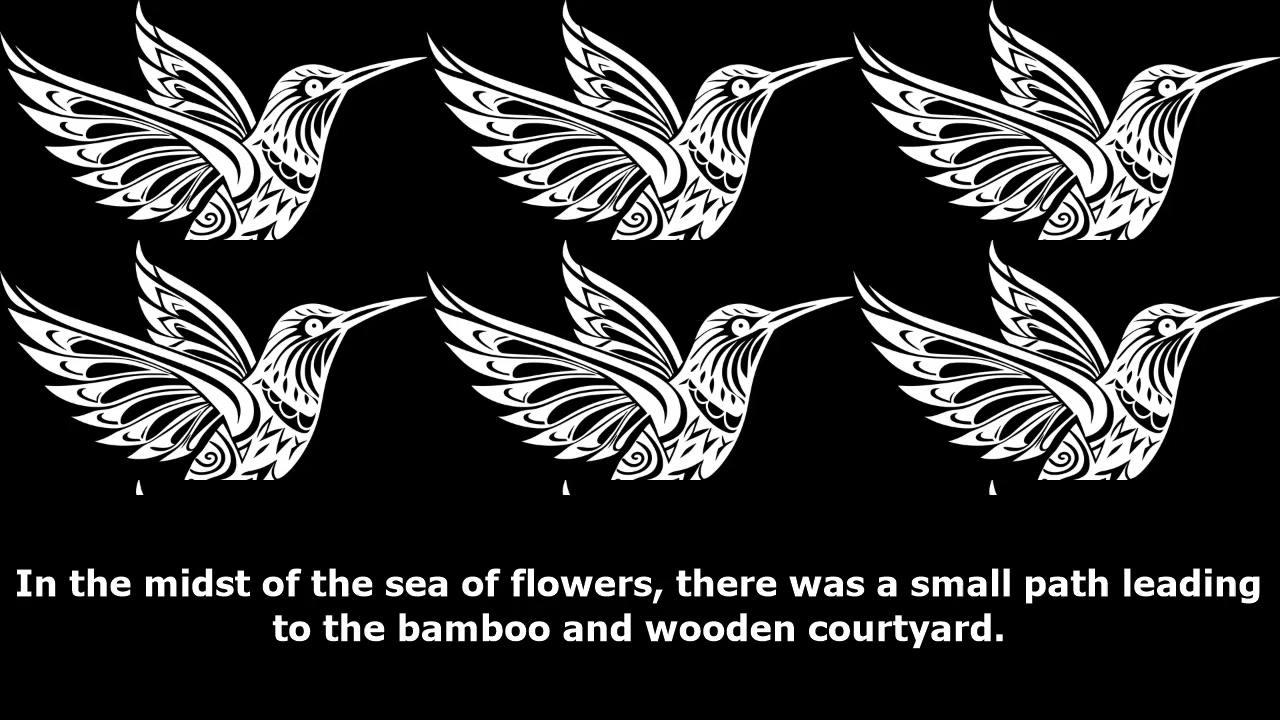 In the midst of the sea of flowers, there was a small path leading
to the bamboo and wooden courtyard.